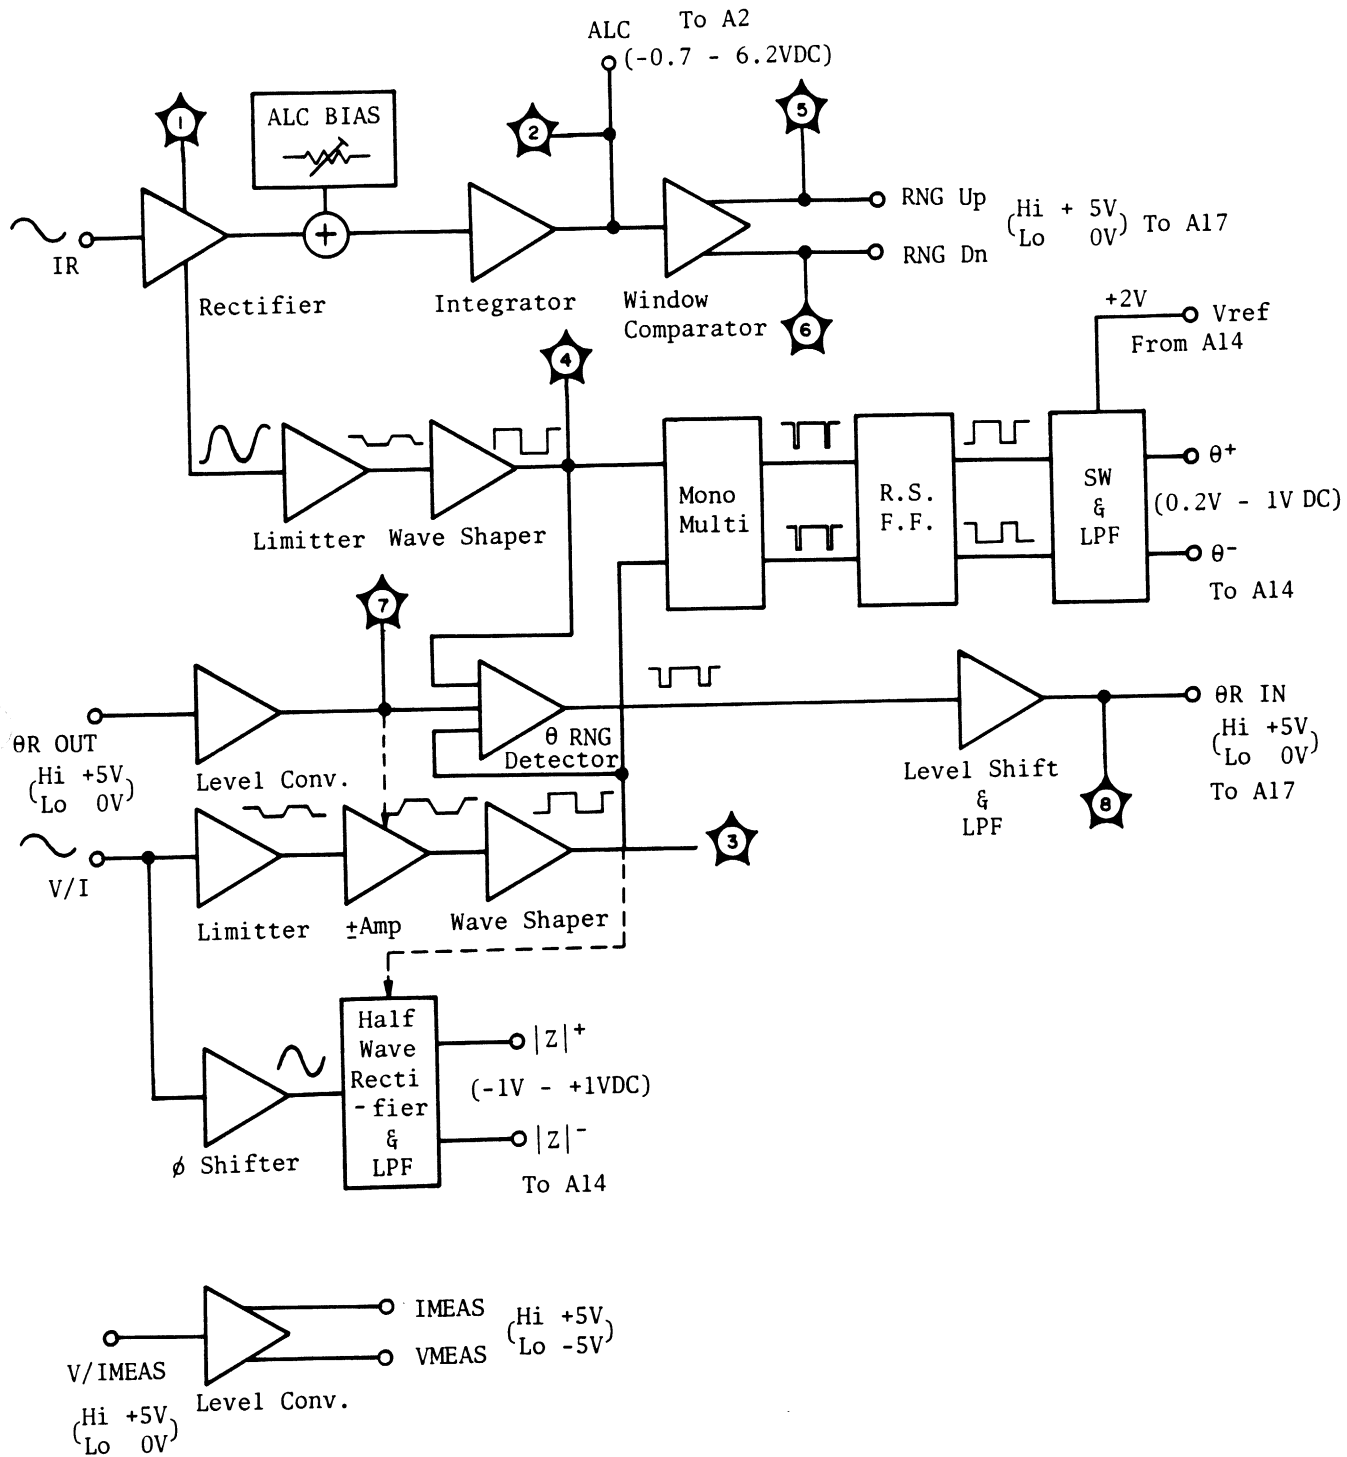 ALC To A2
(-0.7 - 6.2VDC)
1
ALC BIAS
2
5
IR
+
Rectifier
Integrator
Window
Comparator
RNG Up
RNG Dn
(Hi + 5V
Lo 0V) To A17
6
4
+2V
Vref
From A14
Limitter
Wave Shaper
Mono
Multi
R.S.
F.F.
SW
&
LPF
θ+
(0.2V - 1V DC)
θ-
To A14
7
θR OUT
(Hi +5V
Lo 0V)
Level Conv.
θ RNG
Detector
Level Shift
&
LPF
θR IN
(Hi +5V
Lo 0V)
To A17
8
3
V/I
Limitter
±Amp
Wave Shaper
Half
Wave
Recti
-fier
&
LPF
|Z|+
(-1V - +1VDC)
|Z|-
To A14
ø Shifter
V/IMEAS
(Hi +5V
Lo 0V)
Level Conv.
IMEAS
VMEAS
(Hi +5V
Lo -5V)